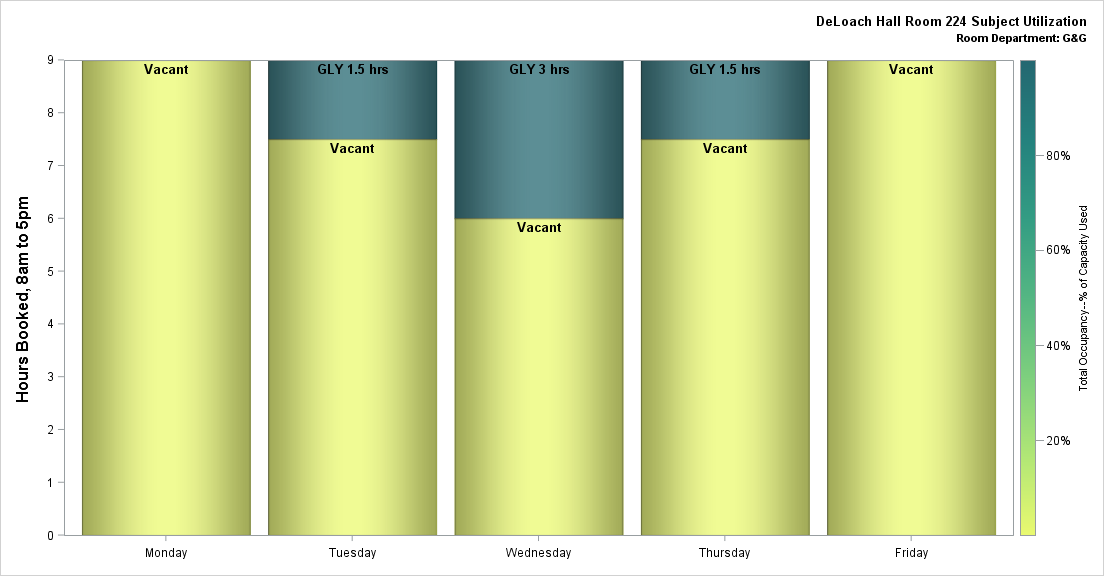 DeLoach Hall Room 224 Subject Utilization
Room Department: G&G
Hours Booked, 8am to 5pm
9
8
7
6
5
4
3
2
1
0
Vacant
GLY 1.5 hrs
Vacant
GLY 3 hrs
Vacant
GLY 1.5 hrs
Vacant
Vacant
Monday
Tuesday
Wednesday
Thursday
Friday
80%
60%
40%
20%
Total Occupancy--% of Capacity Used